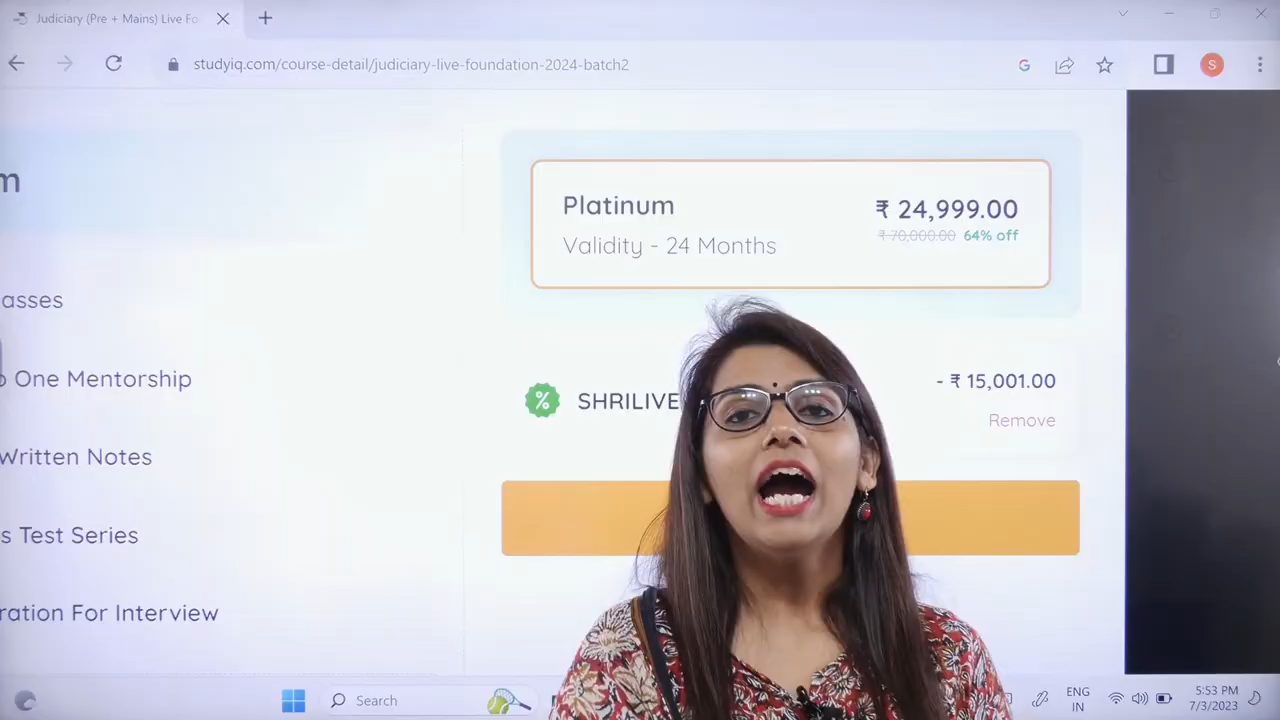 Judiciary (Pre + Mains) Live Fo
studyiq.com/course-detail/judiciary-live-foundation-2024-batch2
G
S
m
Platinum
₹ 24,999.00
₹ 70,000.00 64% off
Validity - 24 Months
asses
o One Mentorship
% SHRILIVE
- ₹ 15,001.00
Remove
Written Notes
s Test Series
ration For Interview
Search
ENG
IN
5:53 PM
7/3/2023